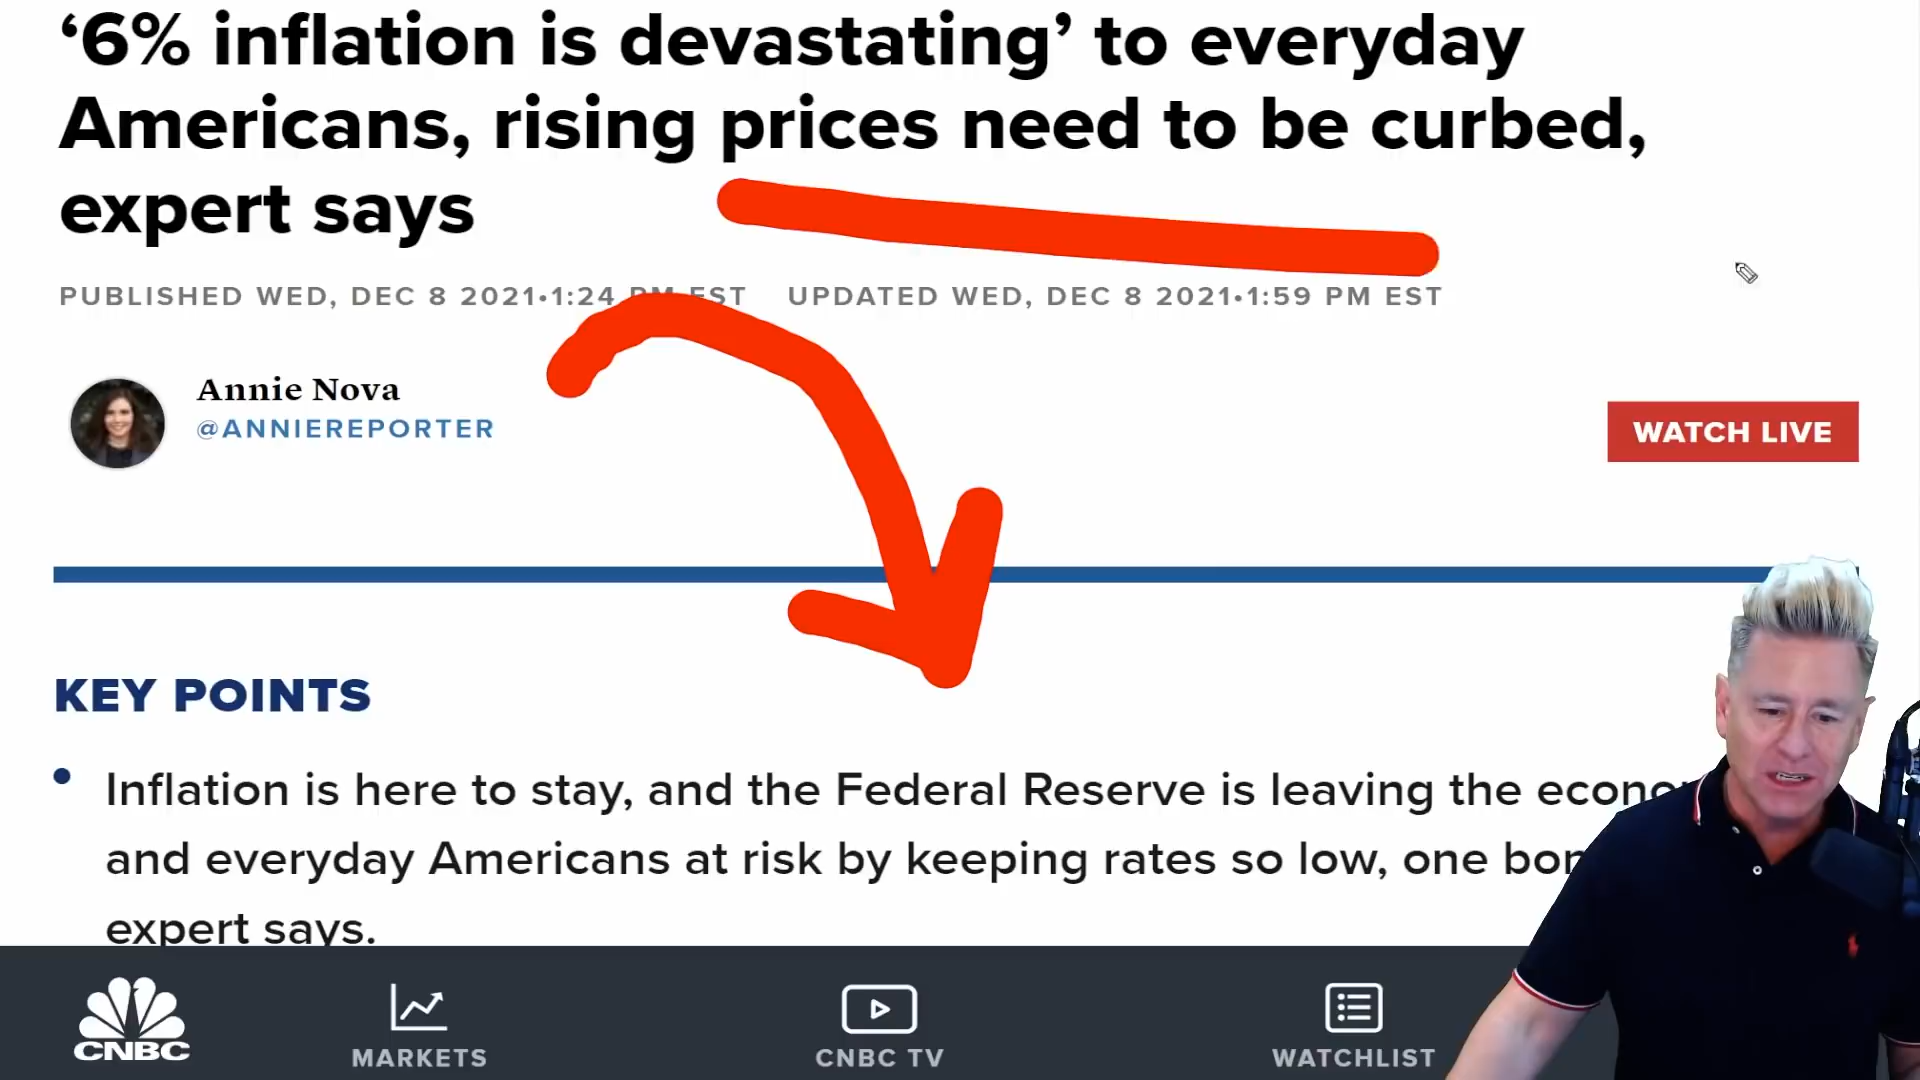 ‘6% inflation is devastating’ to everyday
Americans, rising prices need to be curbed,
expert says
PUBLISHED WED, DEC 8 2021•1:24 PM EST UPDATED WED, DEC 8 2021•1:59 PM EST
Annie Nova
@ANNIEREPORTER
WATCH LIVE
KEY POINTS
• Inflation is here to stay, and the Federal Reserve is leaving the
and everyday Americans at risk by keeping rates so low, one
expert says.
CNBC
MARKETS
CNBC TV
WATCHLIST